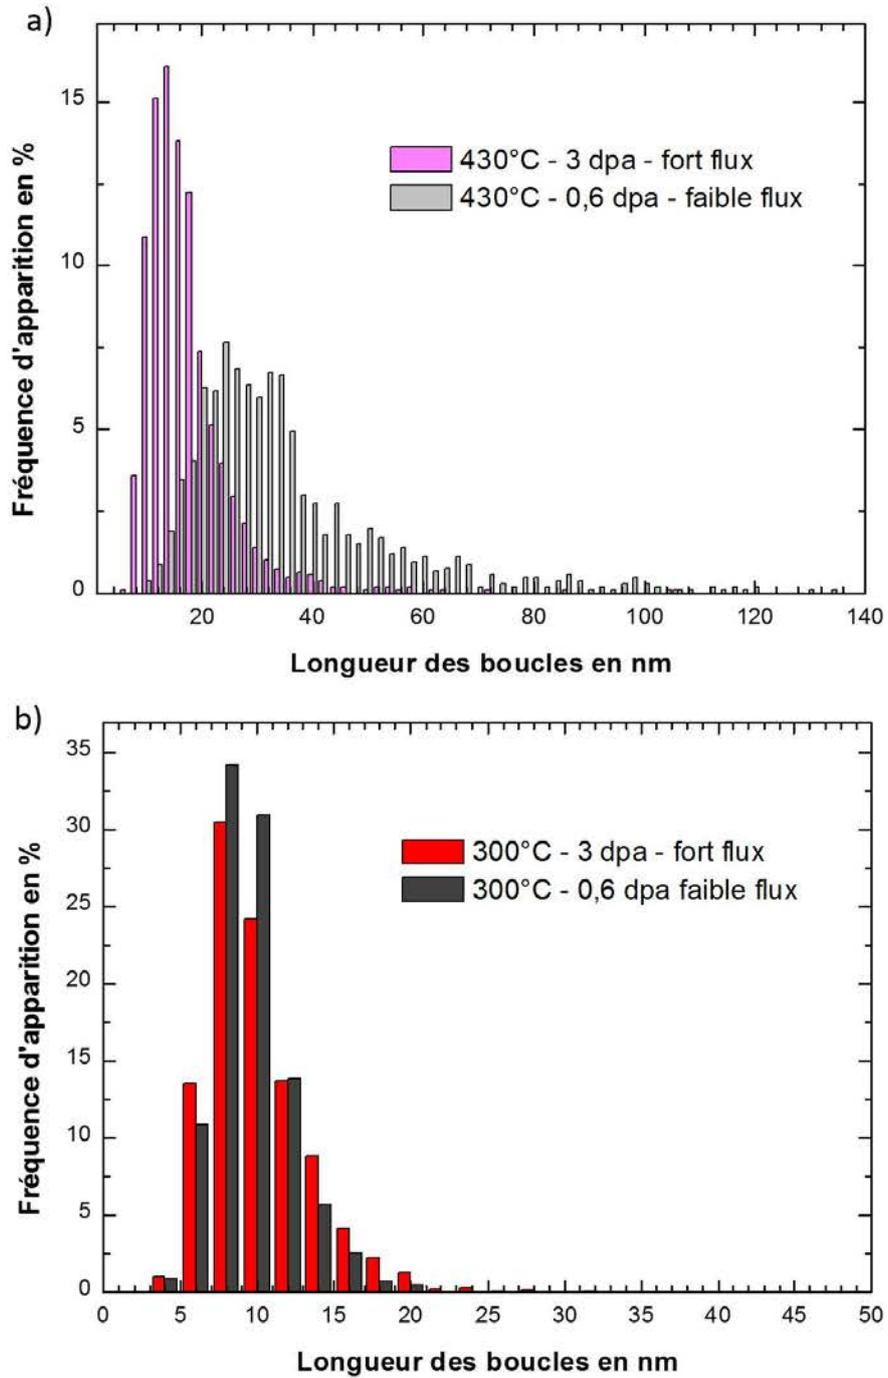 a)
15
10
5
0
Fréquence d'apparition en %
430°C - 3 dpa - fort flux
430°C - 0,6 dpa - faible flux
20 40 60 80 100 120 140
Longueur des boucles en nm
b)
35
30
25
20
15
10
5
0
Fréquence d'apparition en %
300°C - 3 dpa - fort flux
300°C - 0,6 dpa faible flux
0 5 10 15 20 25 30 35 40 45 50
Longueur des boucles en nm